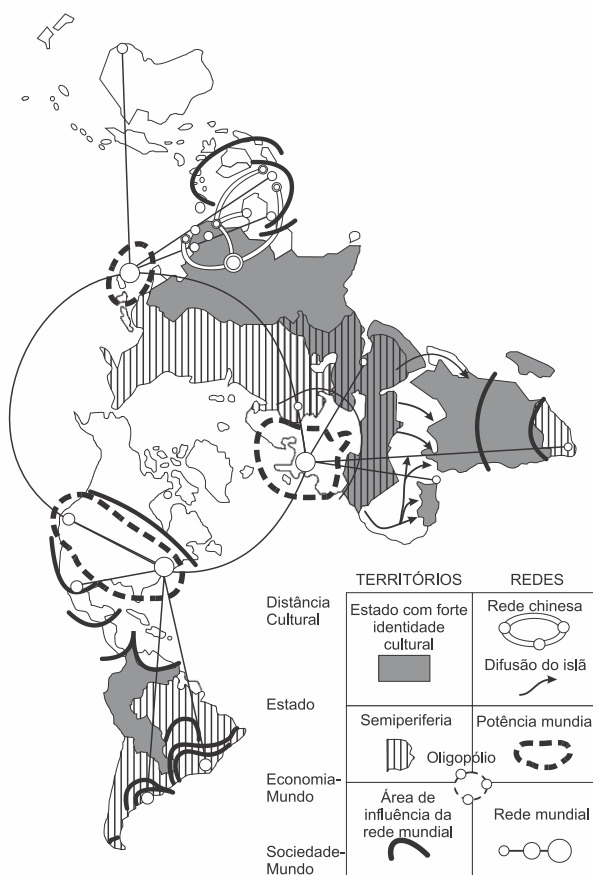 TERRITÓRIOS
REDES
Distância
Cultural
Estado com forte
identidade
cultural
Rede chinesa
Difusão do islã
Estado
Semiperiferia
Potência mundial
Oligopólio
Economia-
Mundo
Área de
influência da
rede mundial
Rede mundial
Sociedade-
Mundo